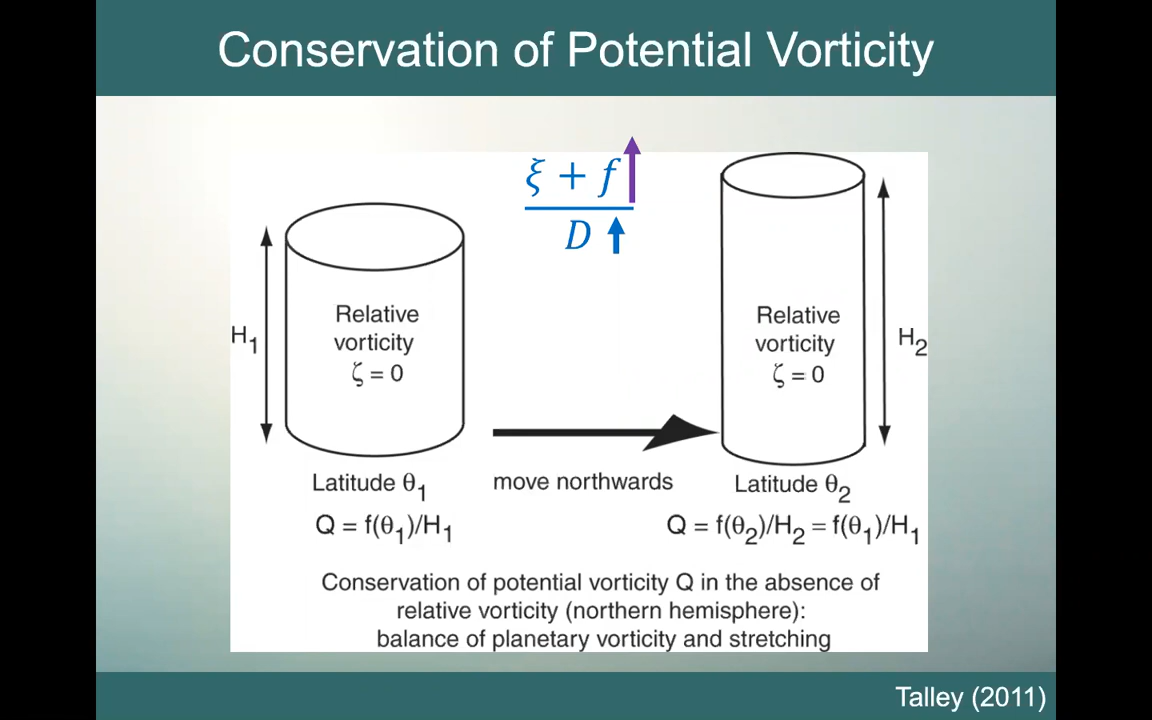 Conservation of Potential Vorticity
ξ + f
D
H₁
Relative
vorticity
ζ = 0
Relative
vorticity
ζ = 0
H₂
Latitude θ₁
move northwards
Latitude θ₂
Q = f(θ₁)/H₁
Q = f(θ₂)/H₂ = f(θ₁)/H₁
Conservation of potential vorticity Q in the absence of
relative vorticity (northern hemisphere):
balance of planetary vorticity and stretching
Talley (2011)